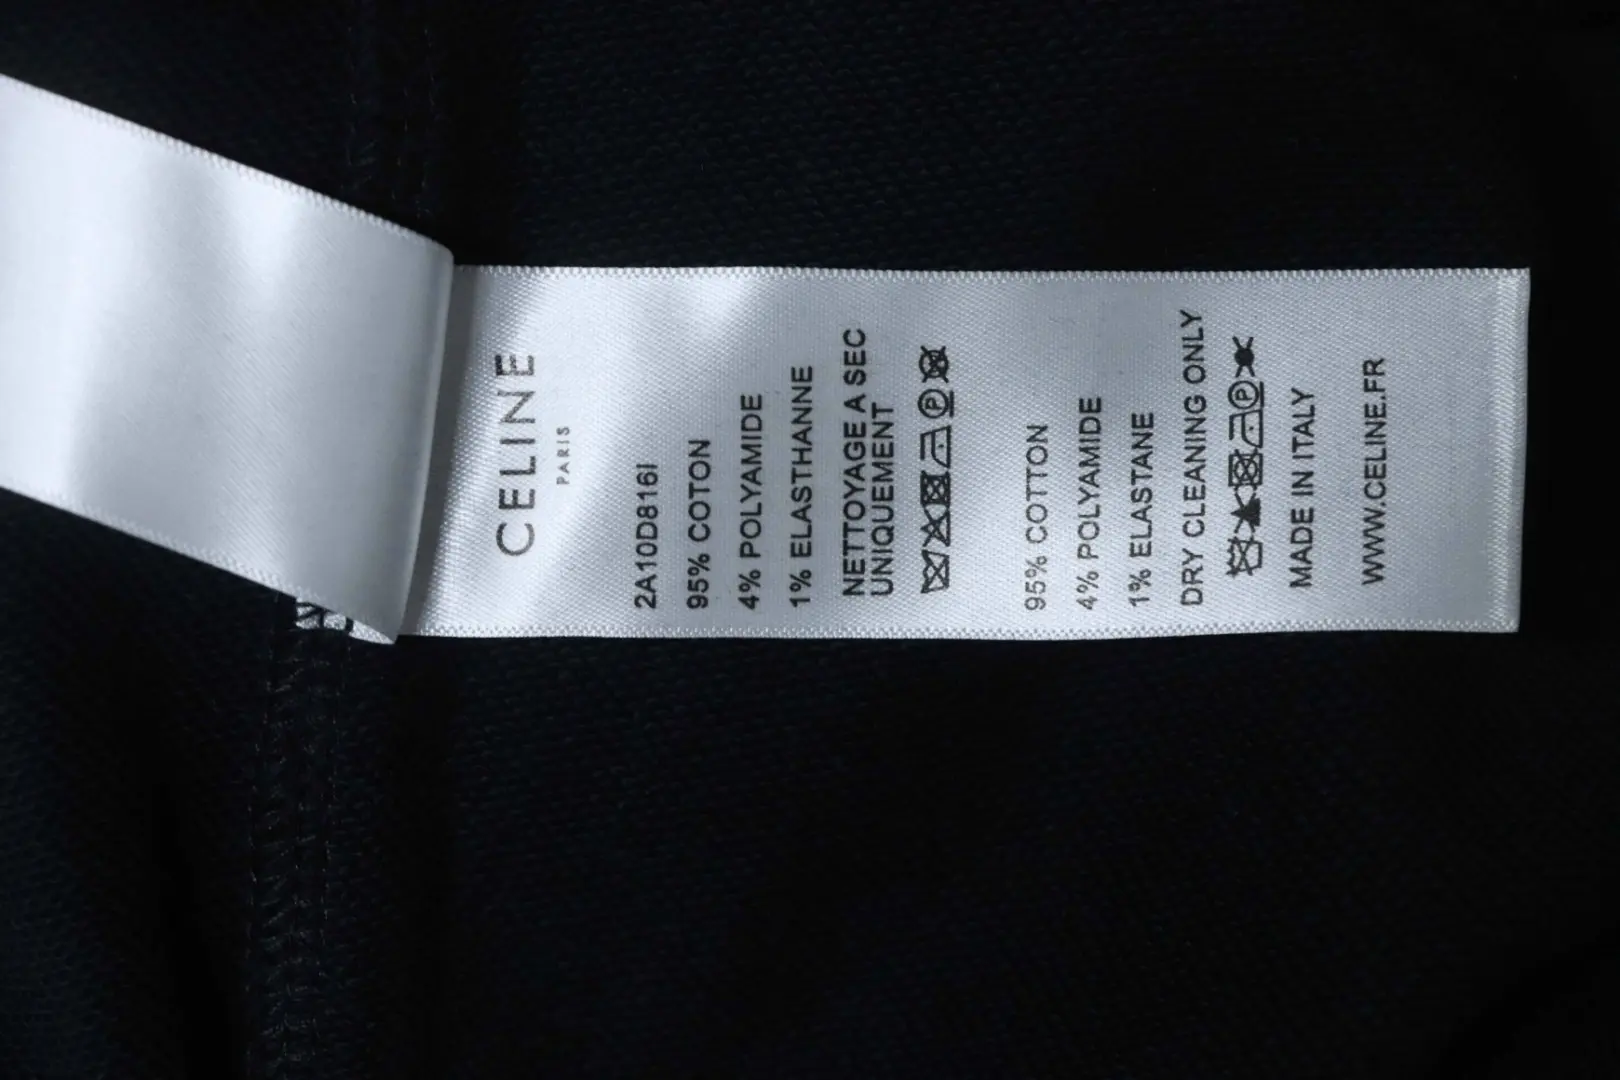 CELINE
PARIS
2A10D816I
95% COTON
4% POLYAMIDE
1% ELASTHANNE
NETTOYAGE A SEC
UNIQUEMENT
P
95% COTTON
4% POLYAMIDE
1% ELASTANE
DRY CLEANING ONLY
P
MADE IN ITALY
WWW.CELINE.FR